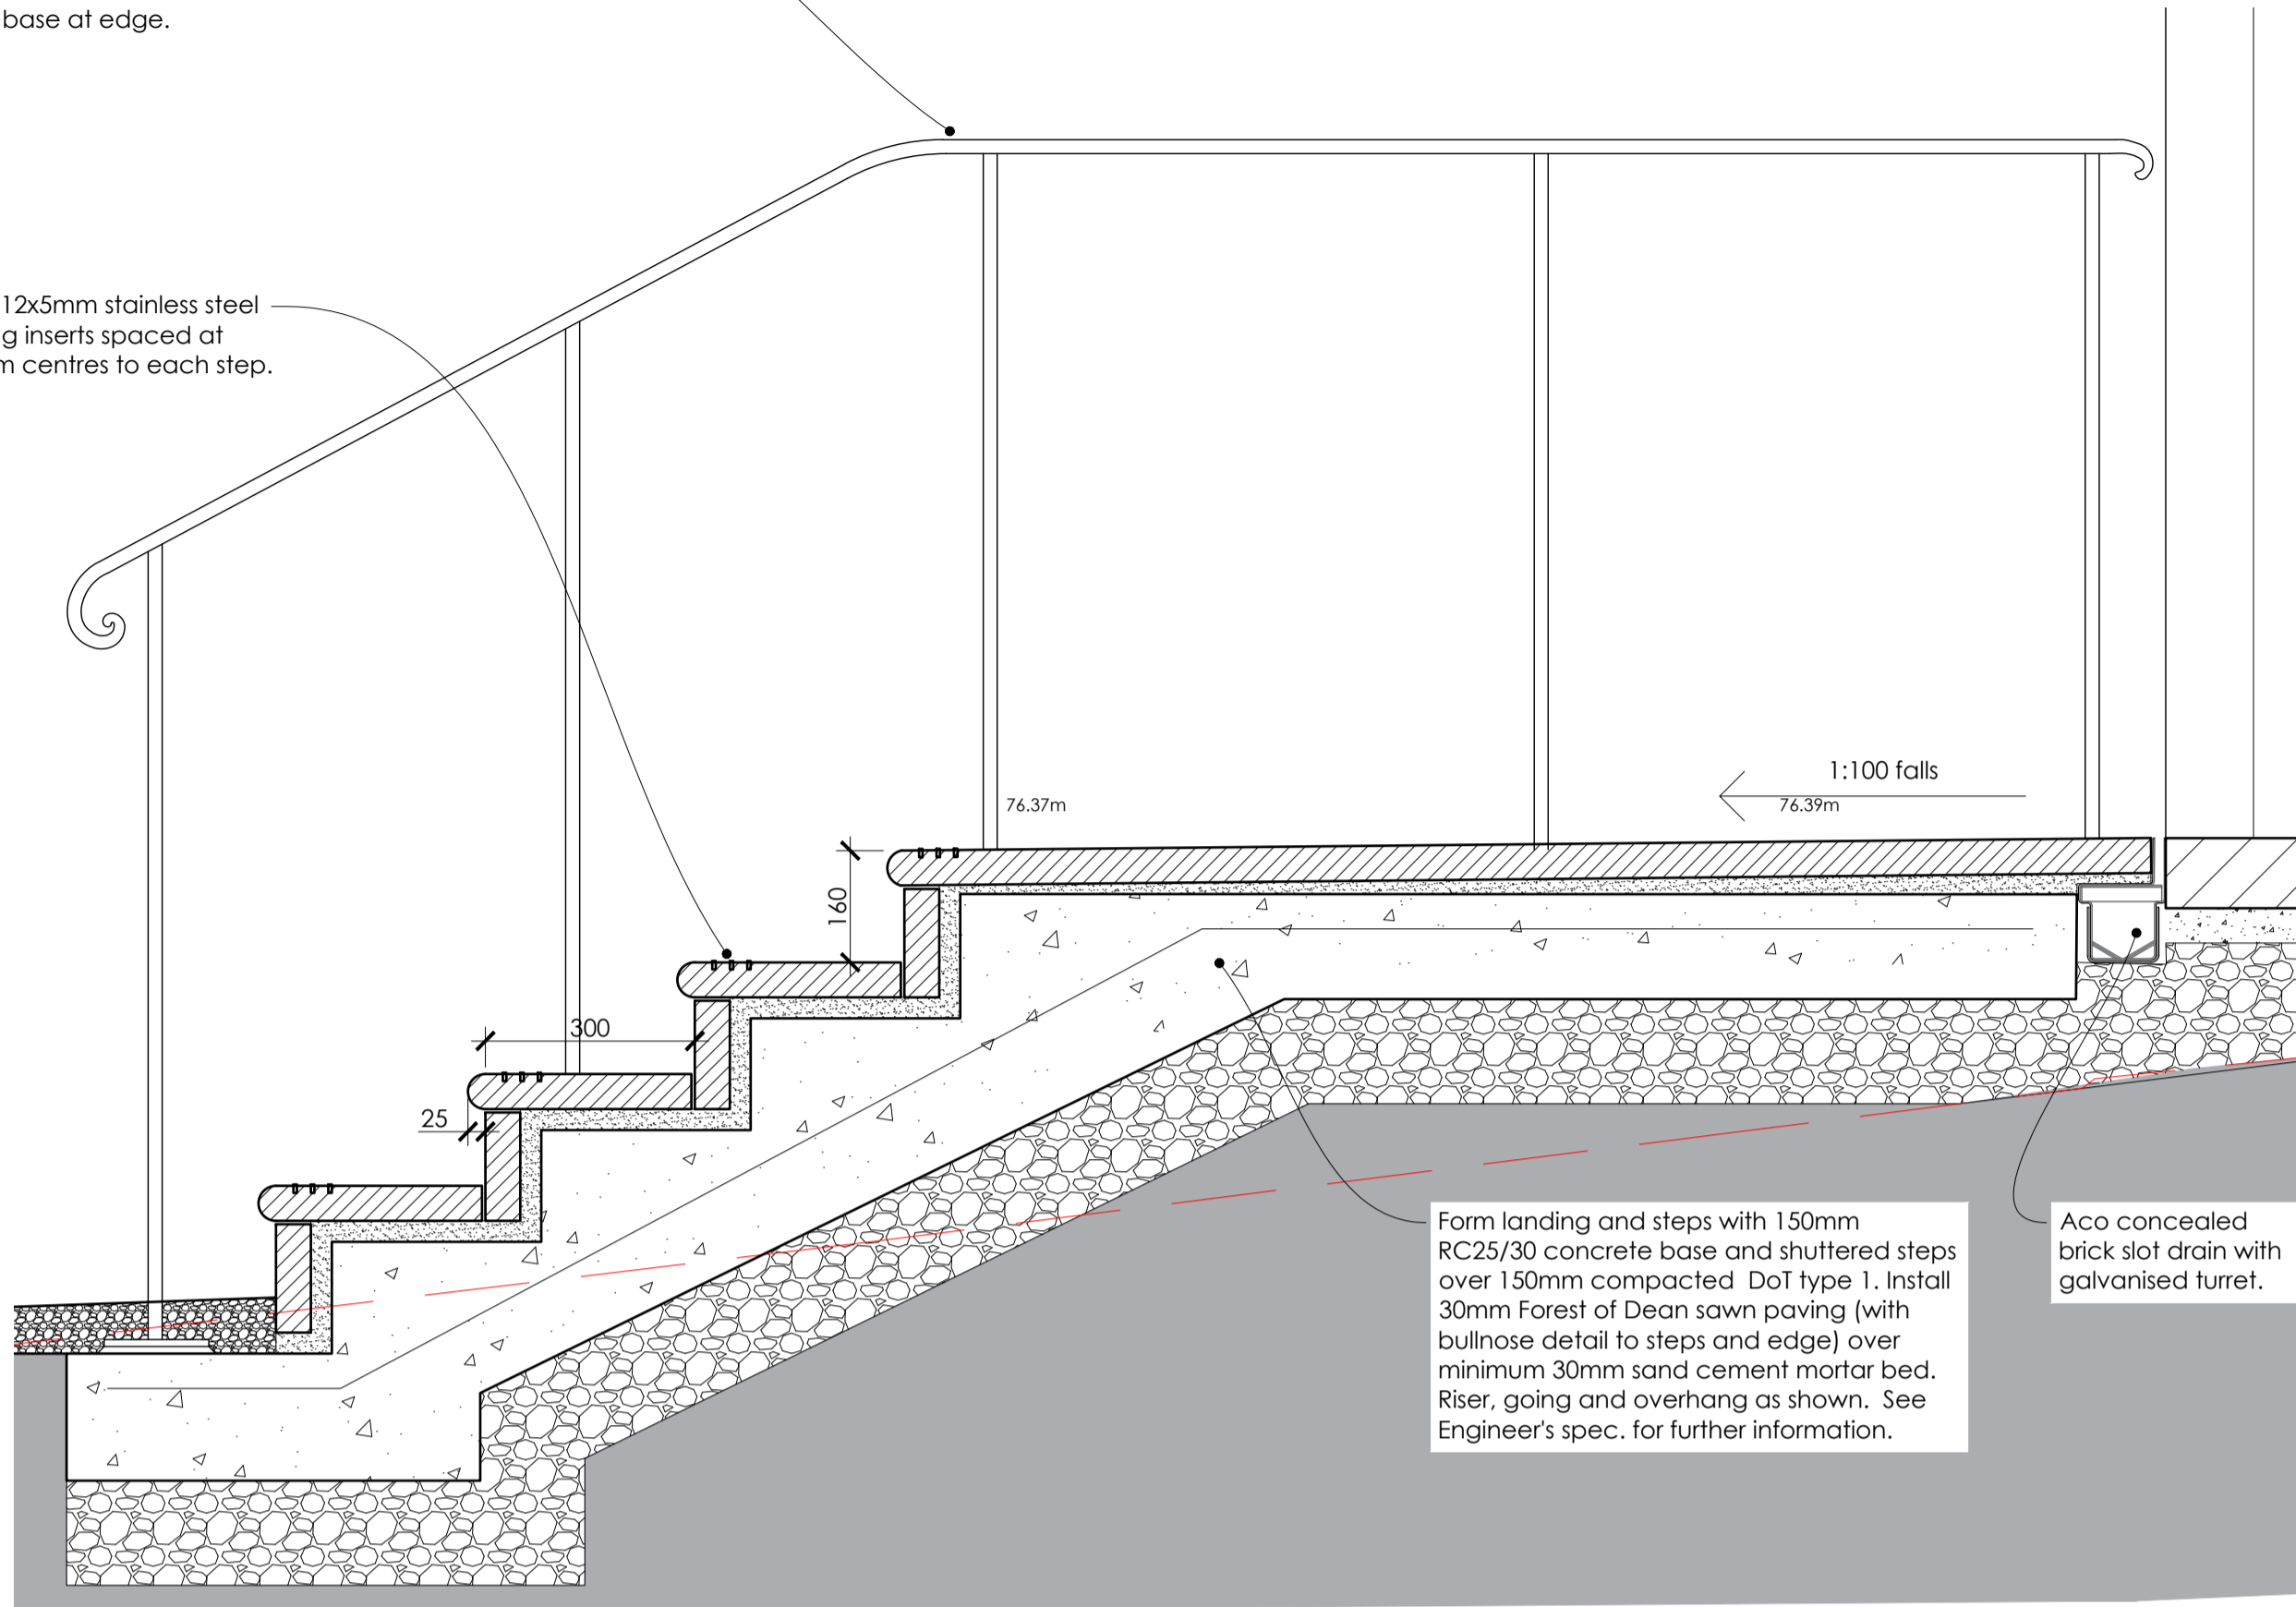 base at edge.
12x5mm stainless steel
g inserts spaced at
m centres to each step.
1:100 falls
76.37m
76.39m
160
300
25
Form landing and steps with 150mm
RC25/30 concrete base and shuttered steps
over 150mm compacted DoT type 1. Install
30mm Forest of Dean sawn paving (with
bullnose detail to steps and edge) over
minimum 30mm sand cement mortar bed.
Riser, going and overhang as shown. See
Engineer's spec. for further information.
Aco concealed
brick slot drain with
galvanised turret.